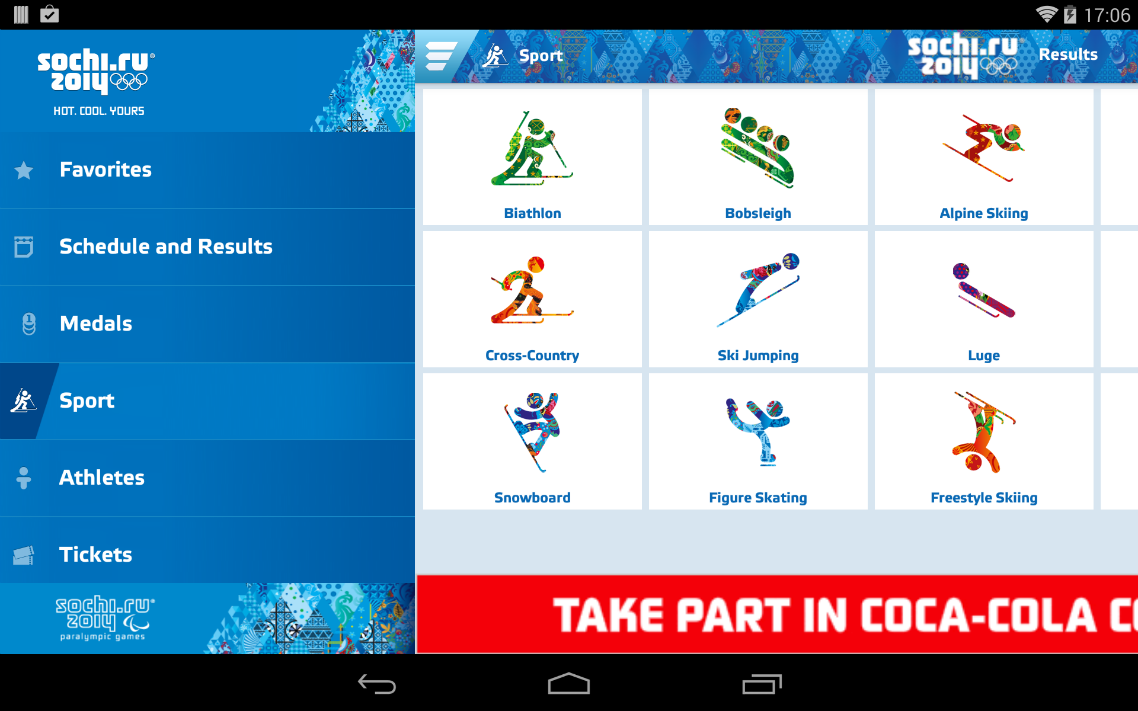 17:06
sochi.ru
2014
HOT. COOL. YOURS
Favorites
Schedule and Results
1
Medals
Sport
Athletes
Tickets
sochi.ru
2014
paralympic games
Sport
sochi.ru
2014
Results
Biathlon
Bobsleigh
Alpine Skiing
Cross-Country
Ski Jumping
Luge
Snowboard
Figure Skating
Freestyle Skiing
TAKE PART IN COCA-COLA